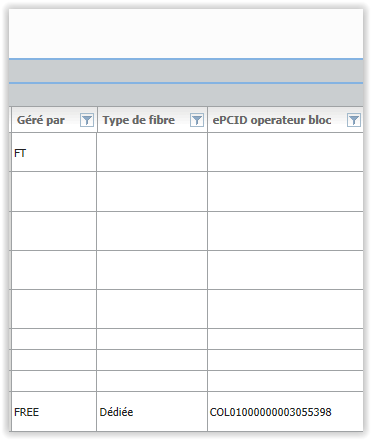 Géré par Type de fibre ePCID operateur bloc
FT
FREE Dédiée COL01000000003055398